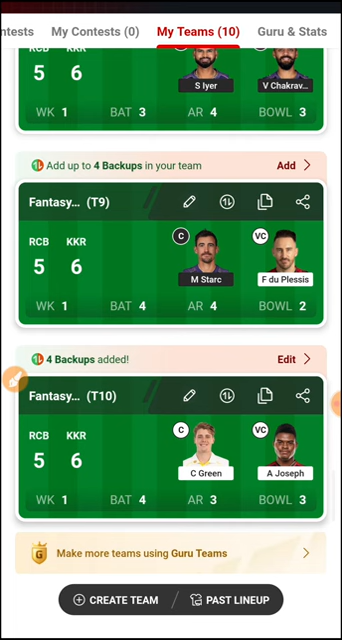 ntests My Contests (0) My Teams (10) Guru & Stats
RCB KKR
5 6
S Iyer V Chakrav...
WK 1 BAT 3 AR 4 BOWL 3
Add up to 4 Backups in your team Add
Fantasy... (T9)
RCB KKR
5 6
C VC
M Starc F du Plessis
WK 1 BAT 4 AR 4 BOWL 2
4 Backups added! Edit
Fantasy... (T10)
RCB KKR
5 6
C VC
C Green A Joseph
WK 1 BAT 4 AR 3 BOWL 3
G Make more teams using Guru Teams
CREATE TEAM PAST LINEUP